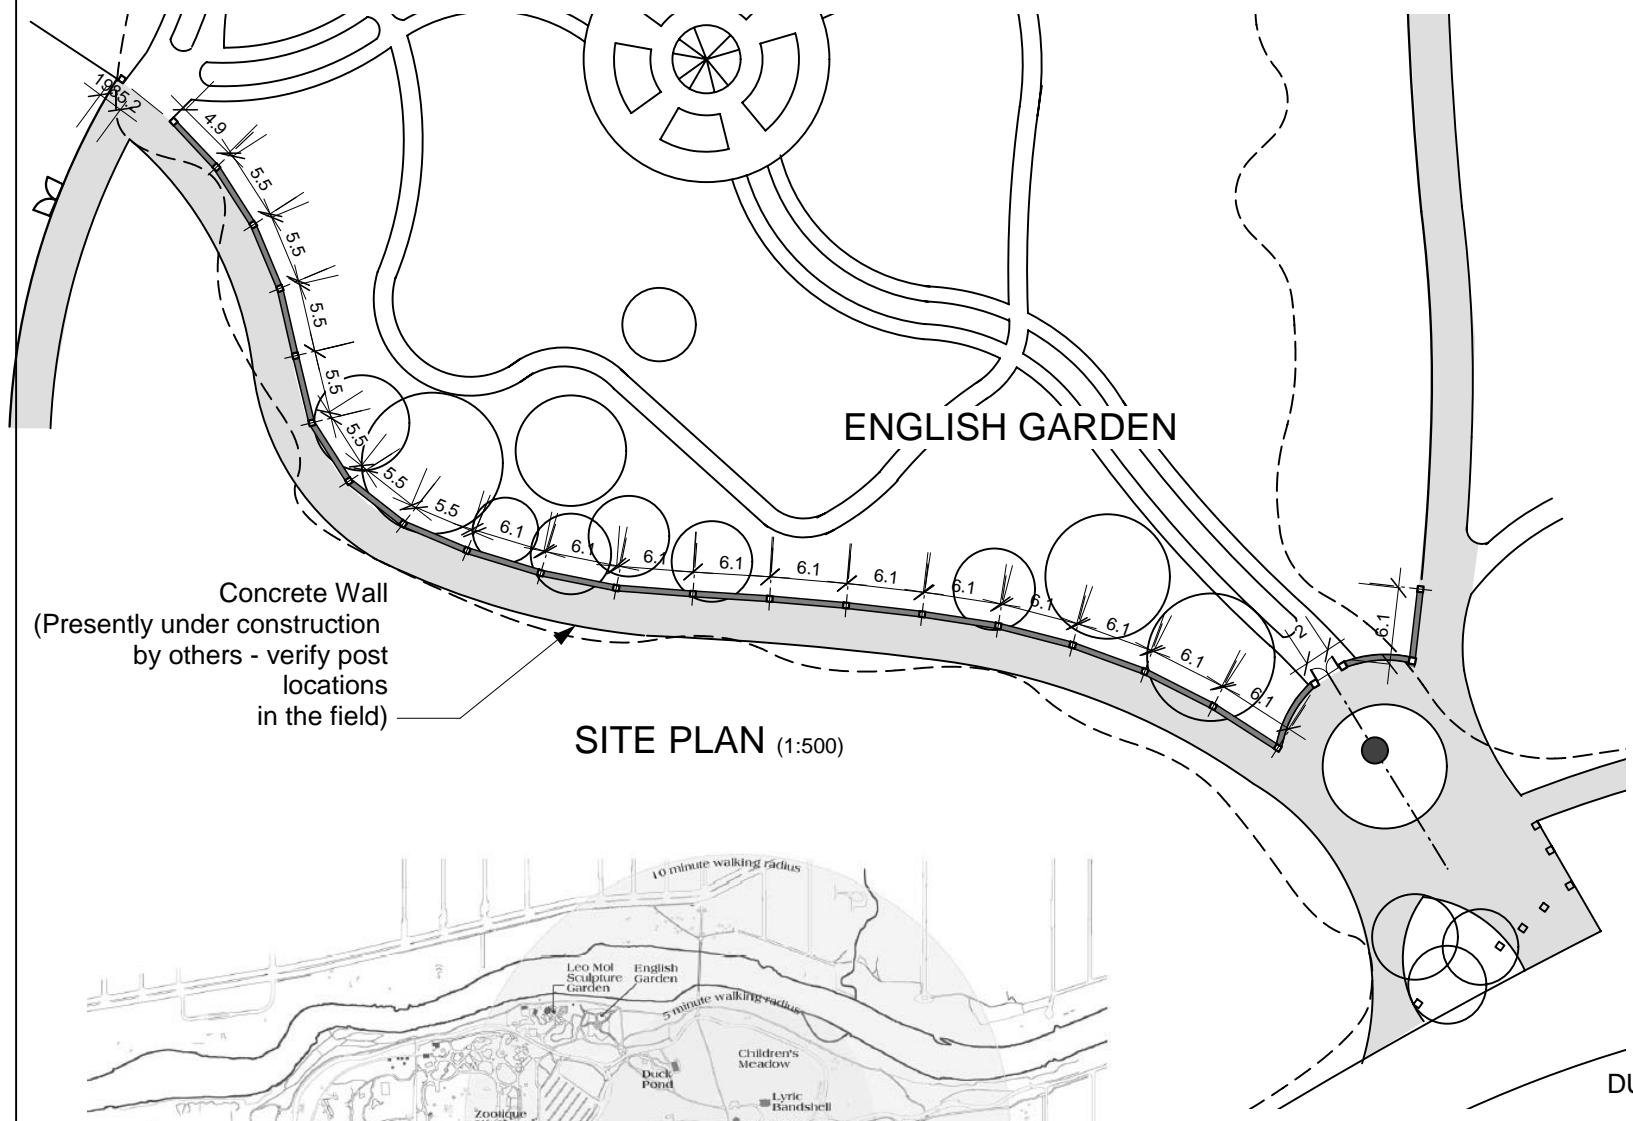 1985.2
4.9
5.5
5.5
5.5
5.5
5.5
5.5
5.5
6.1
6.1
6.1
6.1
6.1
6.1
6.1
6.1
6.1
6.1
6.1
6.1
ENGLISH GARDEN
Concrete Wall
(Presently under construction
by others - verify post
locations
in the field)
SITE PLAN (1:500)
10 minute walking radius
Leo Mol
Sculpture
Garden
English
Garden
5 minute walking radius
Children's
Meadow
Duck
Pond
Lyric
Bandshell
Zoolique
DU